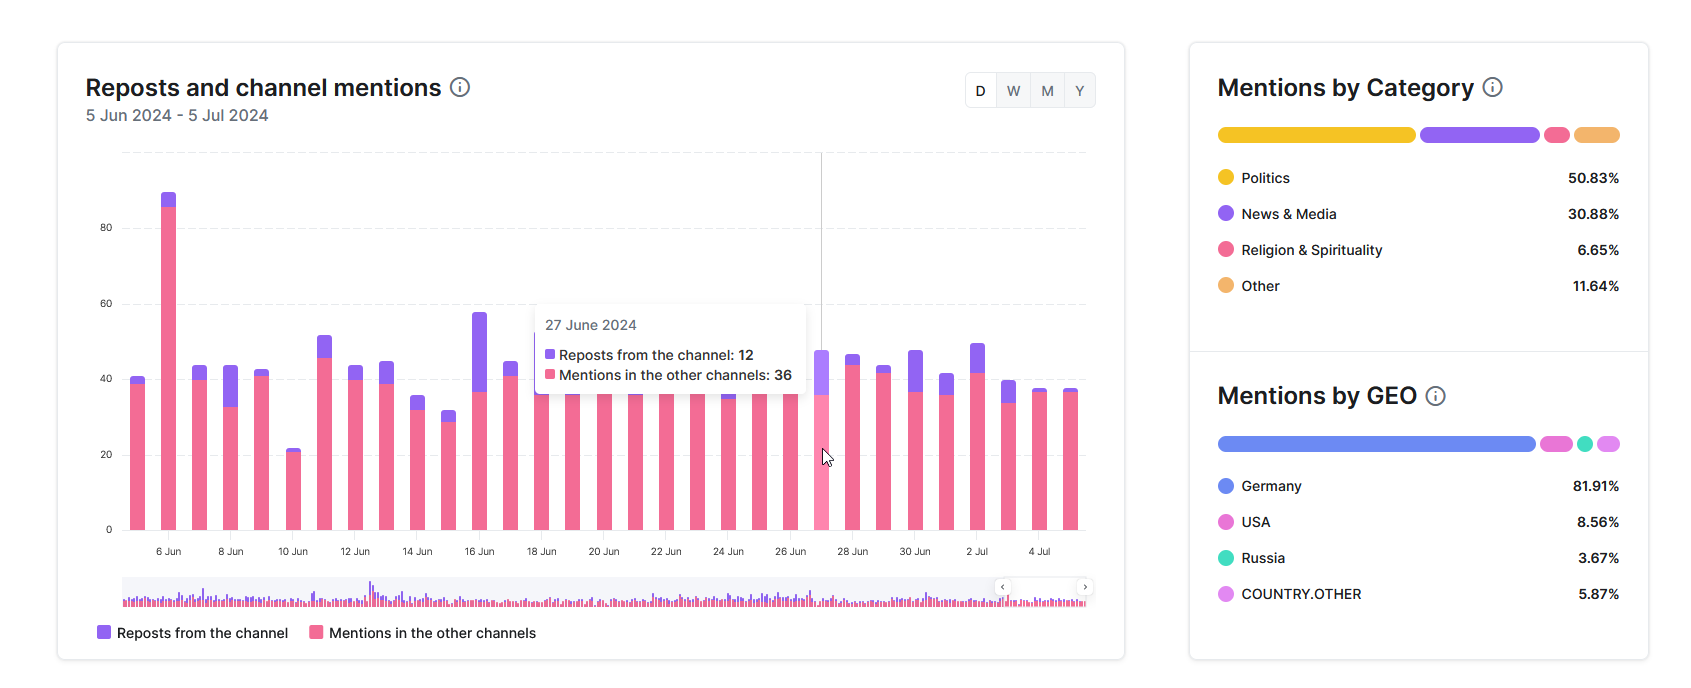 Reposts and channel mentions
5 Jun 2024 - 5 Jul 2024
D W M Y
80
60
40
20
0
27 June 2024
Reposts from the channel: 12
Mentions in the other channels: 36
6 Jun 8 Jun 10 Jun 12 Jun 14 Jun 16 Jun 18 Jun 20 Jun 22 Jun 24 Jun 26 Jun 28 Jun 30 Jun 2 Jul 4 Jul
Reposts from the channel Mentions in the other channels
Mentions by Category
Politics 50.83%
News & Media 30.88%
Religion & Spirituality 6.65%
Other 11.64%
Mentions by GEO
Germany 81.91%
USA 8.56%
Russia 3.67%
COUNTRY.OTHER 5.87%